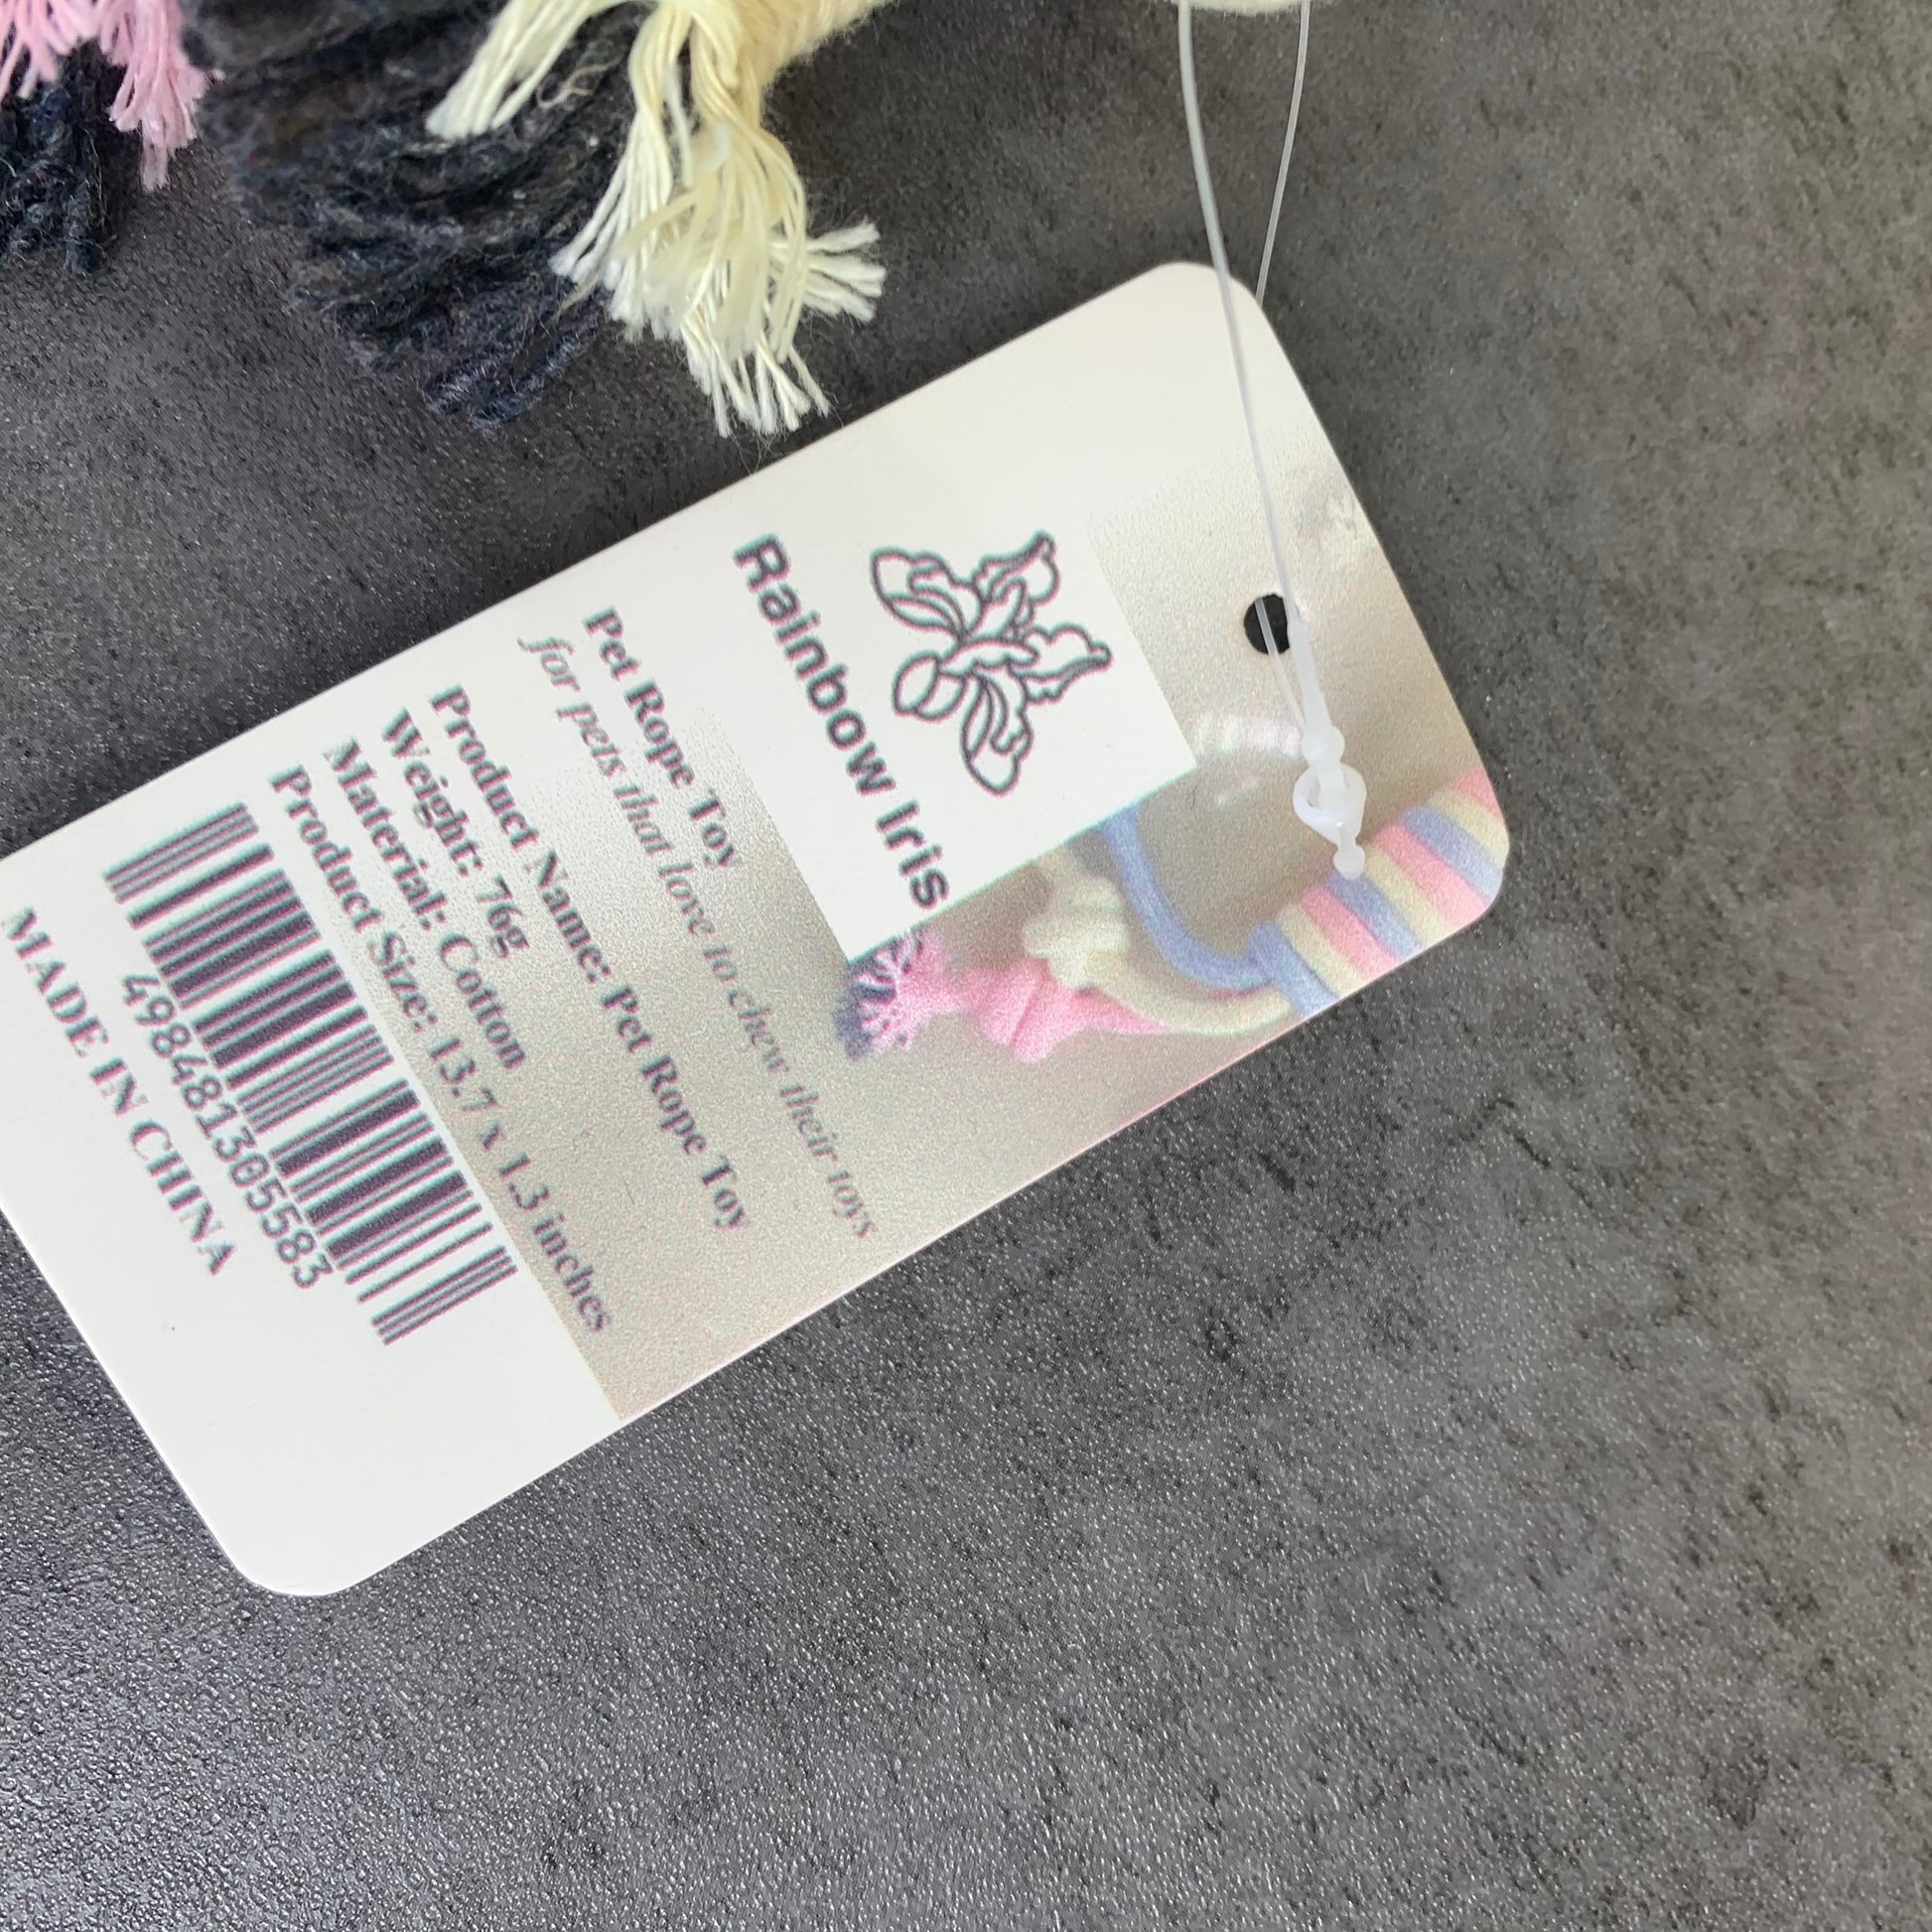 Rainbow Iris
Pet Rope Toy
for pets that love to chew their toys
Product Name: Pet Rope Toy
Weight: 76g
Material: Cotton
Product Size: 13.7 x 1.3 inches
498481305583
MADE IN CHINA